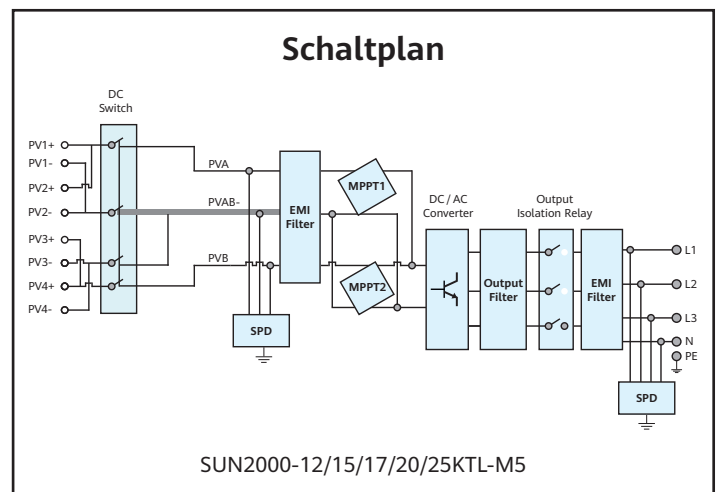 Schaltplan
DC
Switch
PV1+
PV1-
PV2+
PV2-
PV3+
PV3-
PV4+
PV4-
PVA
PVAB-
PVB
EMI
Filter
SPD
MPPT1
MPPT2
DC / AC
Converter
Output
Filter
Output
Isolation Relay
EMI
Filter
L1
L2
L3
N
PE
SPD
SUN2000-12/15/17/20/25KTL-M5